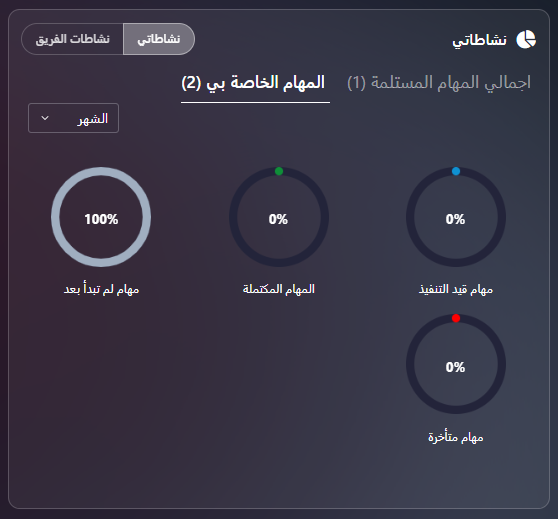 نشاطاتي
نشاطاتي
نشطات الفريق
اجمالي المهام المستلمة (1)
المهام الخاصة بي (2)
الشهر
0%
0%
100%
مهام قيد التنفيذ
المهام المكتملة
مهام لم تبدأ بعد
0%
مهام متأخرة